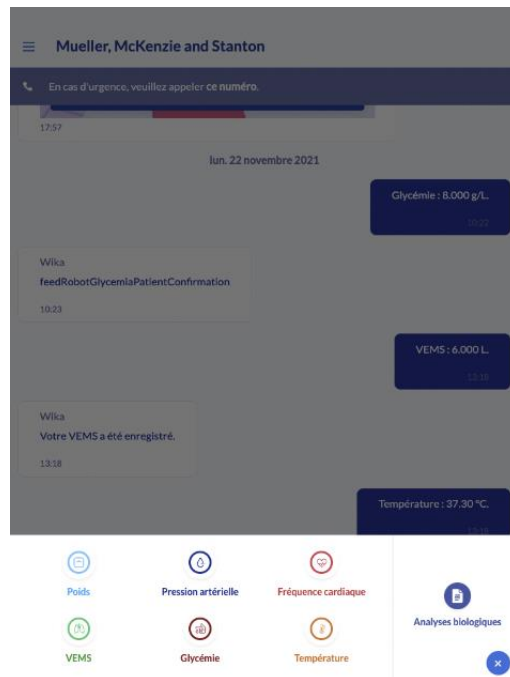 Mueller, McKenzie and Stanton
En cas d'urgence, veuillez appeler ce numéro.
17:57
lun. 22 novembre 2021
Glycémie : 8.000 g/L.
10:22
Wika
feedRobotGlycemiaPatientConfirmation
10:23
VEMS : 6.000 L.
13:18
Wika
Votre VEMS a été enregistré.
13:18
Température : 37.30 °C.
13:18
Poids
Pression artérielle
Fréquence cardiaque
Analyses biologiques
VEMS
Glycémie
Température